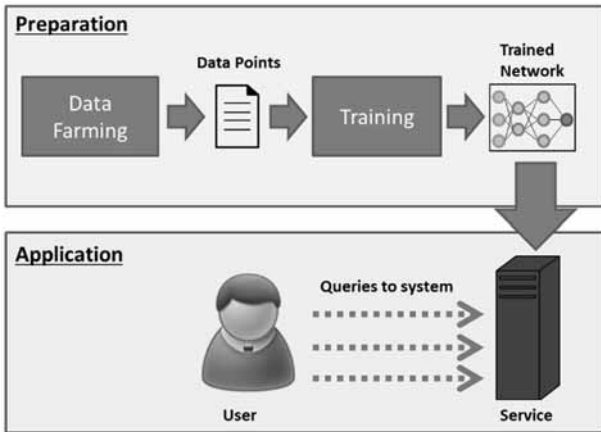 Preparation
Data
Farming
Data Points
Training
Trained
Network
Application
Queries to system
User
Service